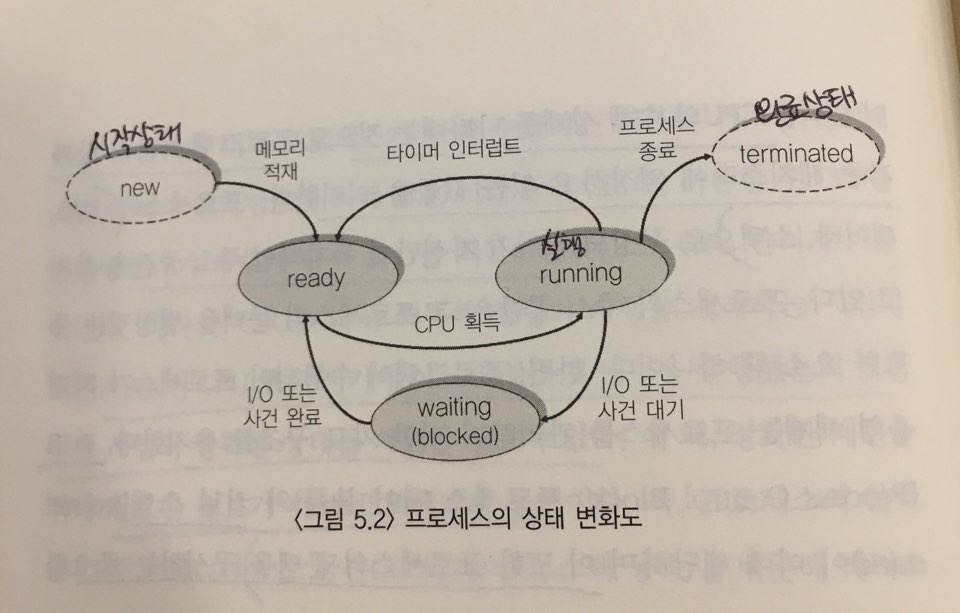 시작상태
new
메모리
적재
타이머 인터럽트
프로세스
종료
완료상태
terminated
ready
실행
running
CPU 획득
I/O 또는
사건 완료
waiting
(blocked)
I/O 또는
사건 대기
<그림 5.2> 프로세스의 상태 변화도